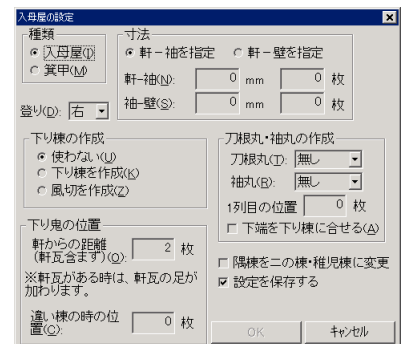 入母屋の設定
種類
入母屋(I)
箕甲(M)
登り(D): 右
寸法
軒－袖を指定 軒－壁を指定
軒–袖(N): 0 mm 0 枚
袖–壁(S): 0 mm 0 枚
下り棟の作成
使わない(U)
下り棟を作成(K)
風切を作成(Z)
刀根丸・袖丸の作成
刀根丸(T): 無し
袖丸(R): 無し
1列目の位置 0 枚
下端を下り棟に合せる(A)
下り鬼の位置
軒からの距離
(軒瓦含まず)(O): 2 枚
※軒瓦がある時は、軒瓦の足が
加わります。
違い棟の時の位
置(C): 0 枚
隅棟を二の棟・稚児棟に変更
設定を保存する
OK キャンセル